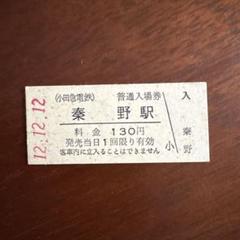 12.12.12
(小田急電鉄) 普通入場券
秦野駅
料金 130円
発売当日1回限り有効
客車内に立入ることはできません
入
小
秦
野